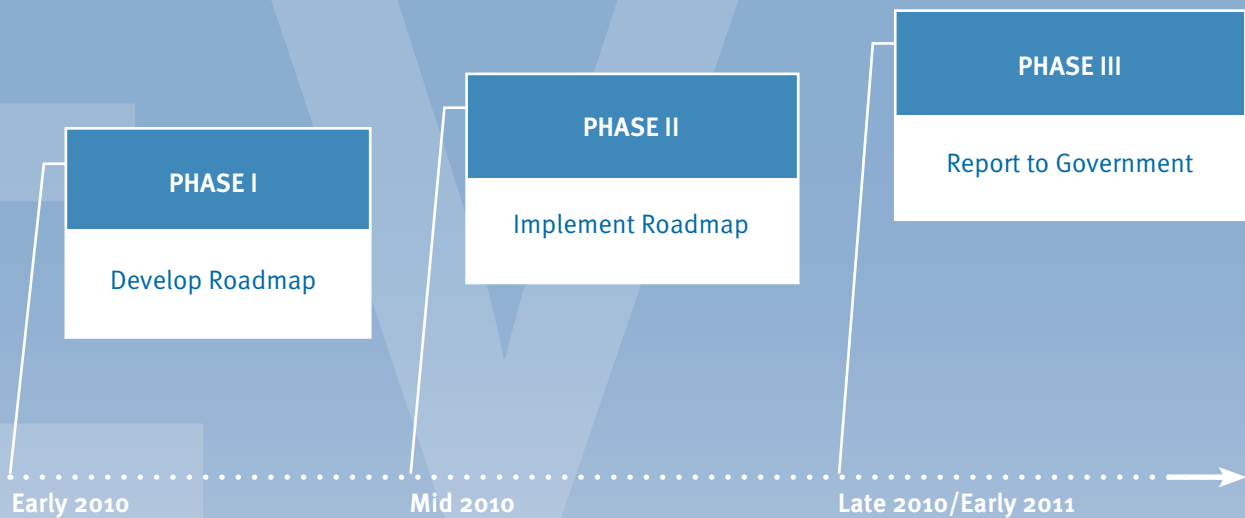 PHASE I
Develop Roadmap
PHASE II
Implement Roadmap
PHASE III
Report to Government
Early 2010
Mid 2010
Late 2010/Early 2011